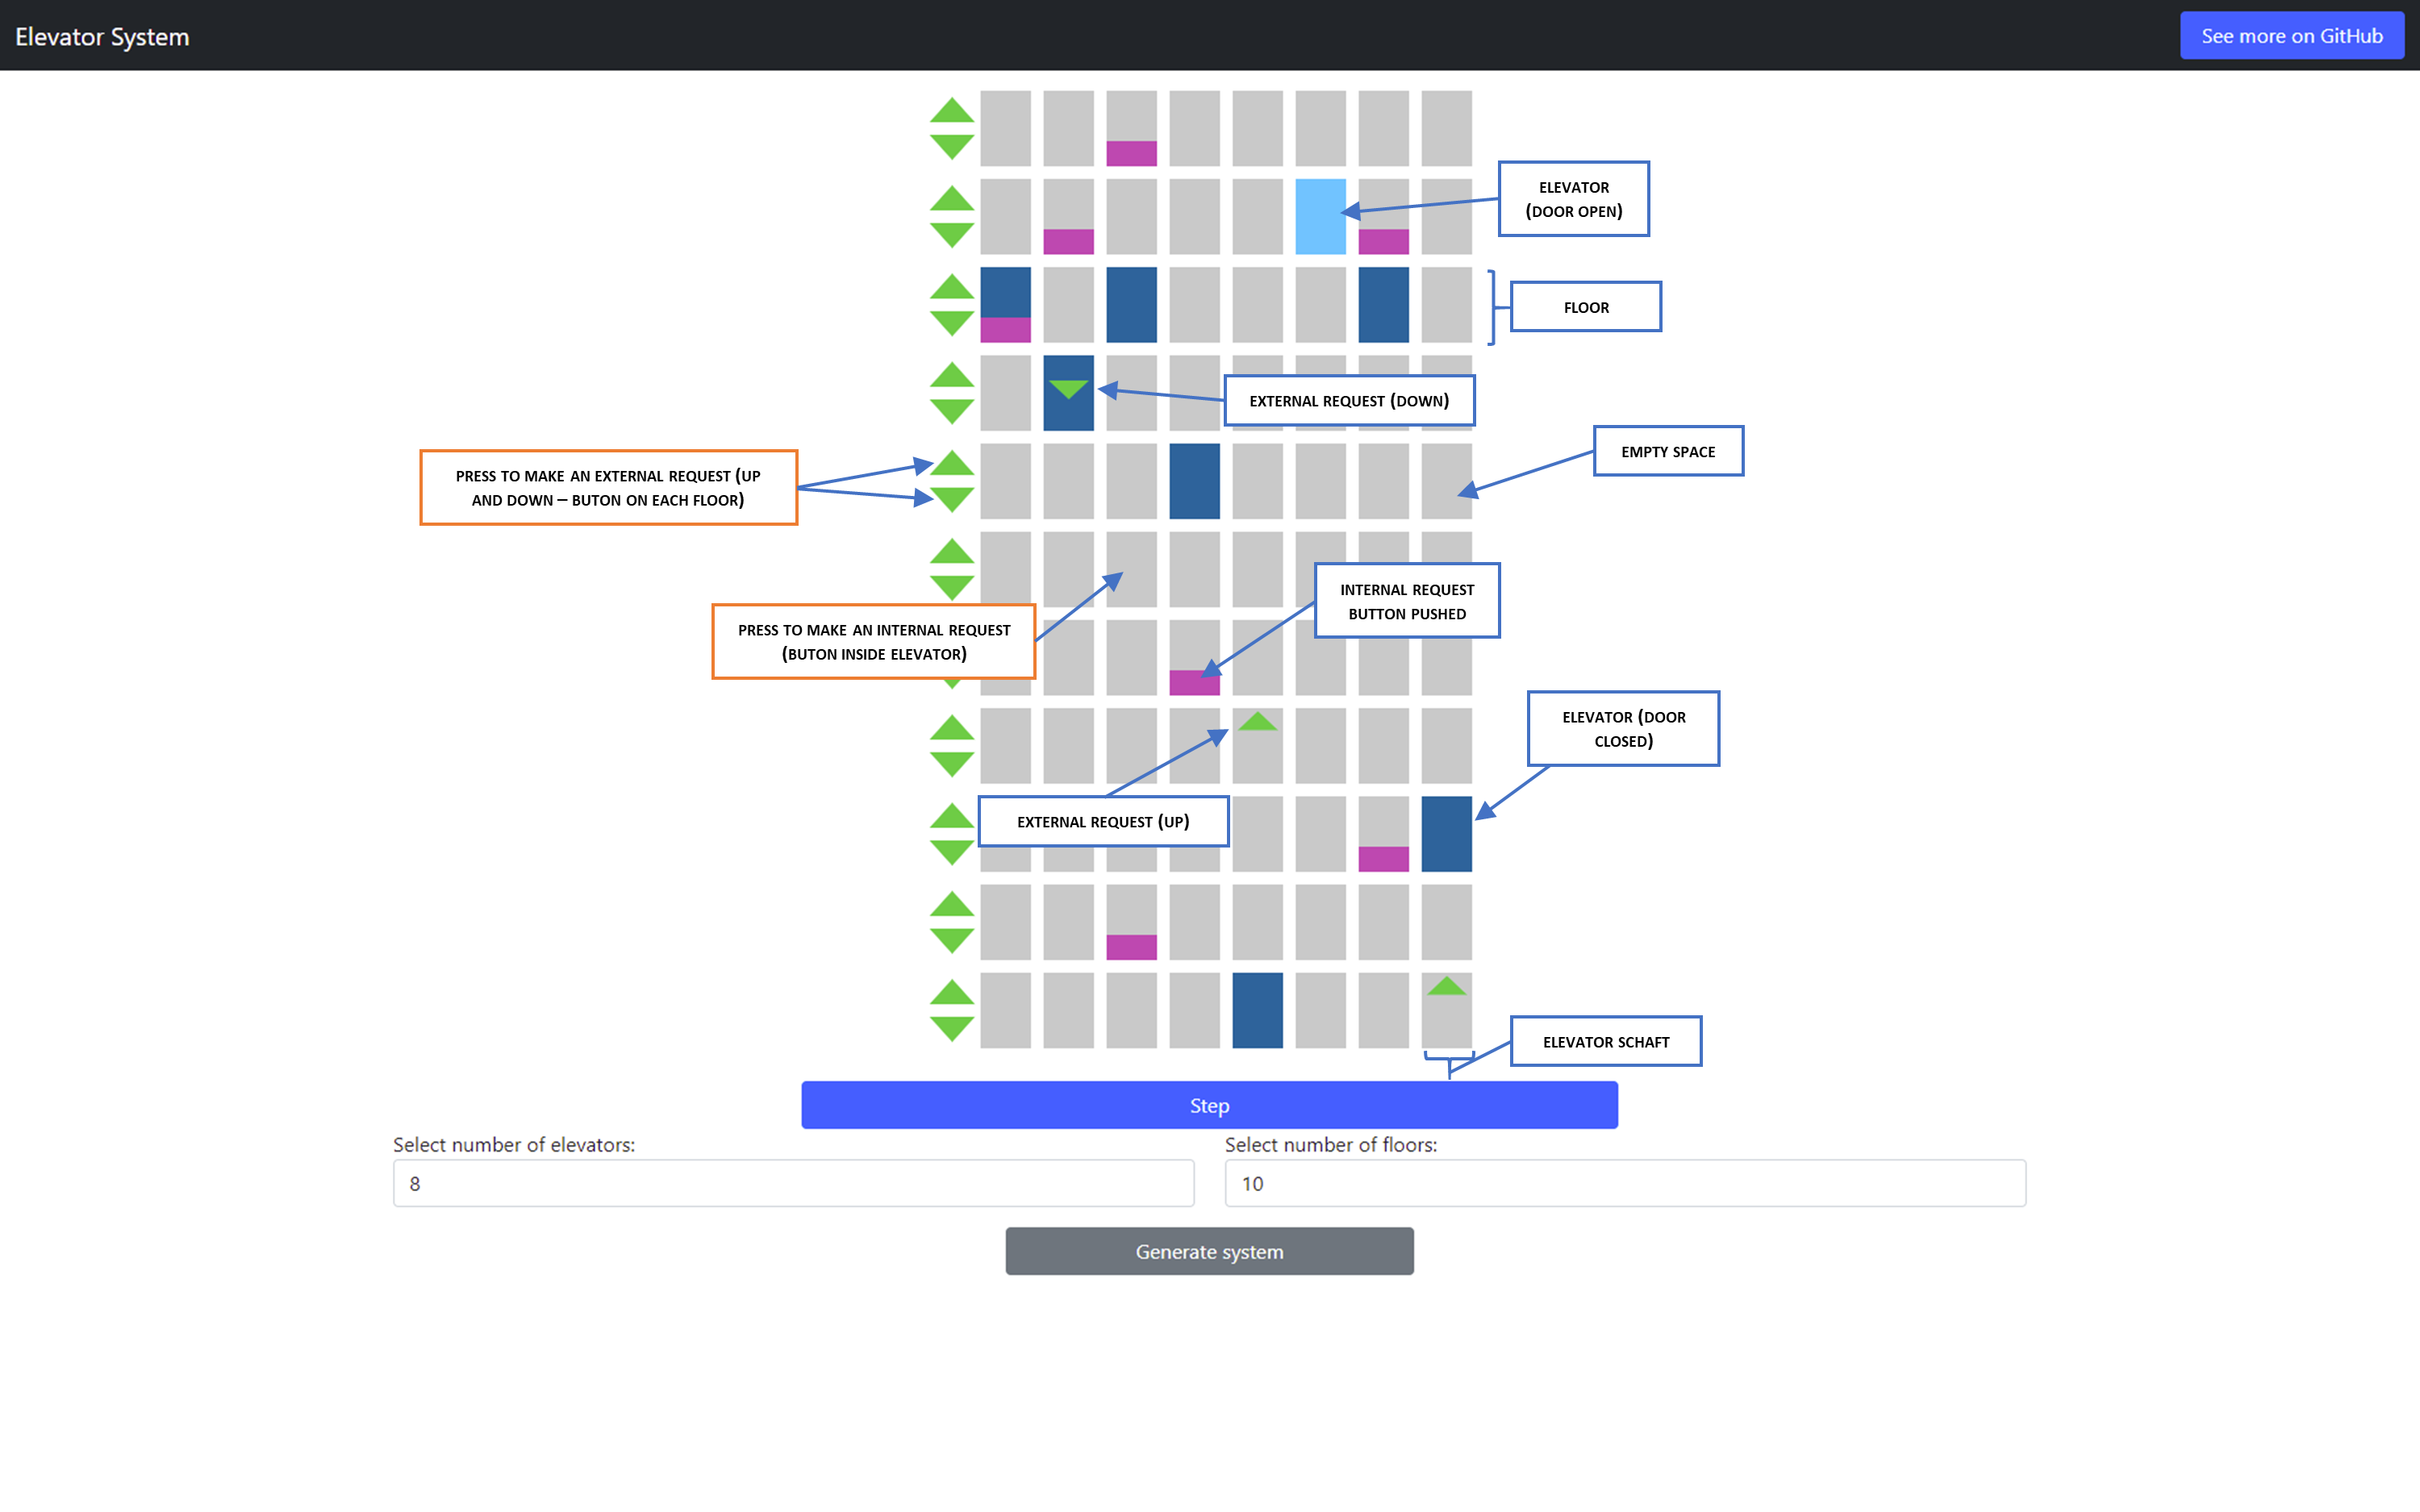 Elevator System
See more on GitHub
ELEVATOR
(DOOR OPEN)
FLOOR
EXTERNAL REQUEST (DOWN)
EMPTY SPACE
PRESS TO MAKE AN EXTERNAL REQUEST (UP
AND DOWN – BUTON ON EACH FLOOR)
INTERNAL REQUEST
BUTTON PUSHED
PRESS TO MAKE AN INTERNAL REQUEST
(BUTON INSIDE ELEVATOR)
ELEVATOR (DOOR
CLOSED)
EXTERNAL REQUEST (UP)
ELEVATOR SCHAFT
Step
Select number of elevators:
Select number of floors:
8
10
Generate system